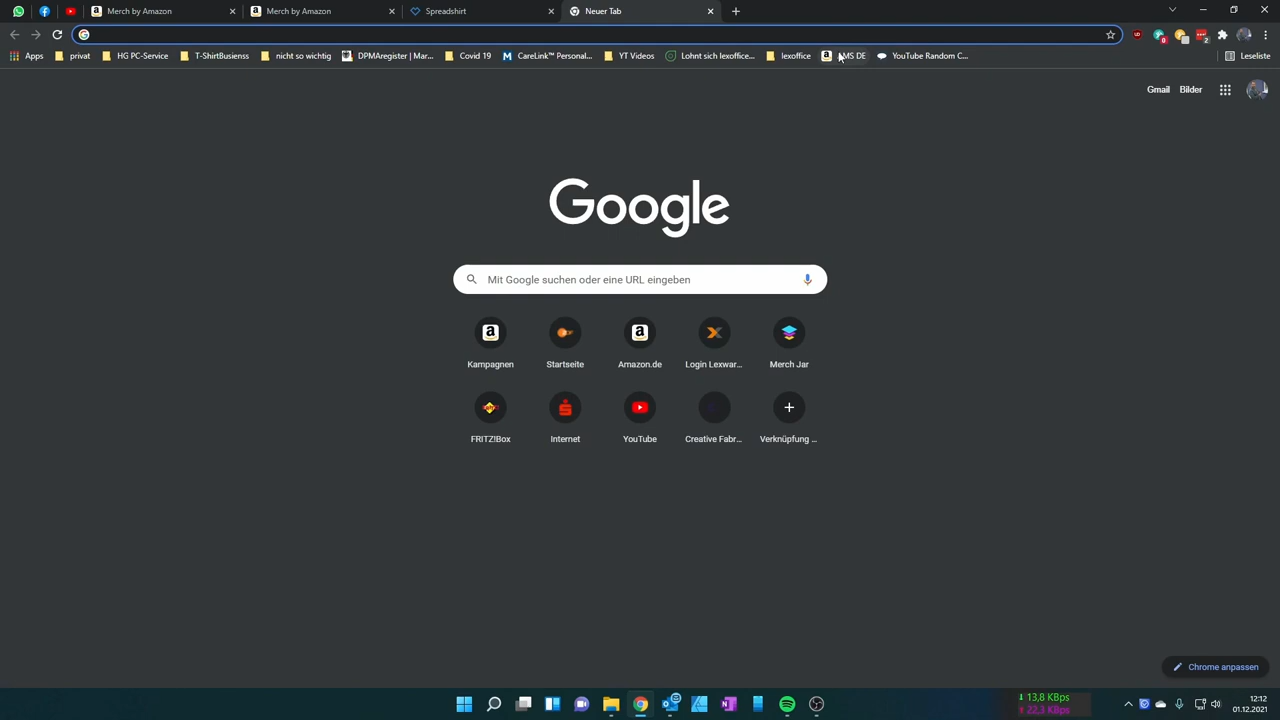 Merch by Amazon
Merch by Amazon
Spreadshirt
Neuer Tab
Apps
privat
HG PC-Service
T-ShirtBusienss
nicht so wichtig
DPMAregister | Mar...
Covid 19
CareLink™ Personal...
YT Videos
Lohnt sich lexoffice...
lexoffice
YouTube Random C...
Leseliste
Gmail
Bilder
Google
Mit Google suchen oder eine URL eingeben
Kampagnen
Startseite
Amazon.de
Login Lexwar...
Merch Jar
FRITZ!Box
Internet
YouTube
Creative Fabr...
Verknüpfung ...
Chrome anpassen
13,8 KBps
22,3 KBps
12:12
01.12.2021